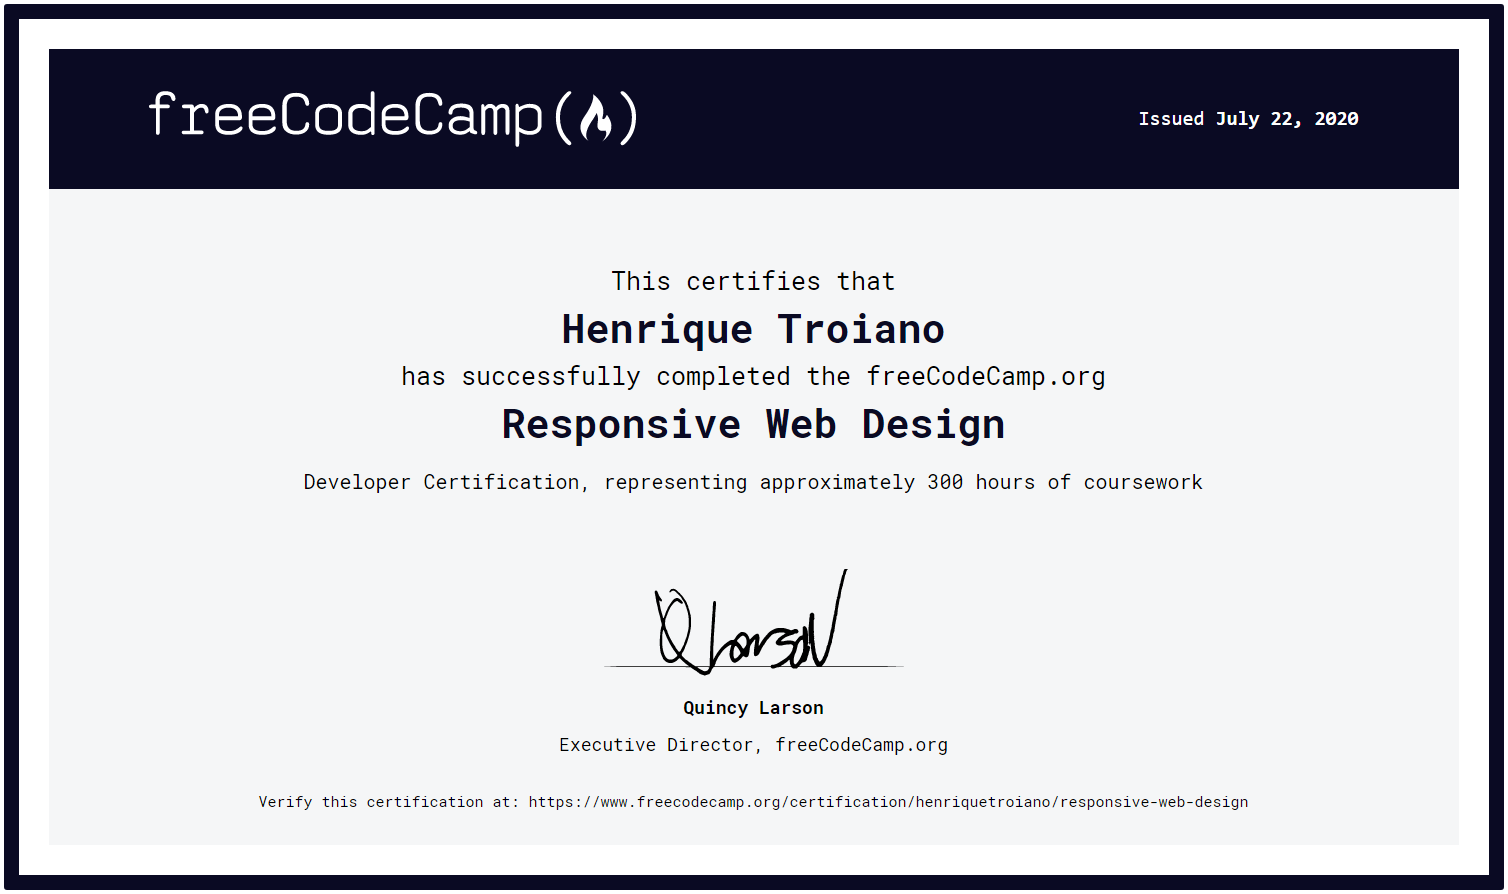 freeCodeCamp(🔥)
Issued July 22, 2020
This certifies that
Henrique Troiano
has successfully completed the freeCodeCamp.org
Responsive Web Design
Developer Certification, representing approximately 300 hours of coursework
Q Larson
Quincy Larson
Executive Director, freeCodeCamp.org
Verify this certification at: https://www.freecodecamp.org/certification/henriquetroiano/responsive-web-design